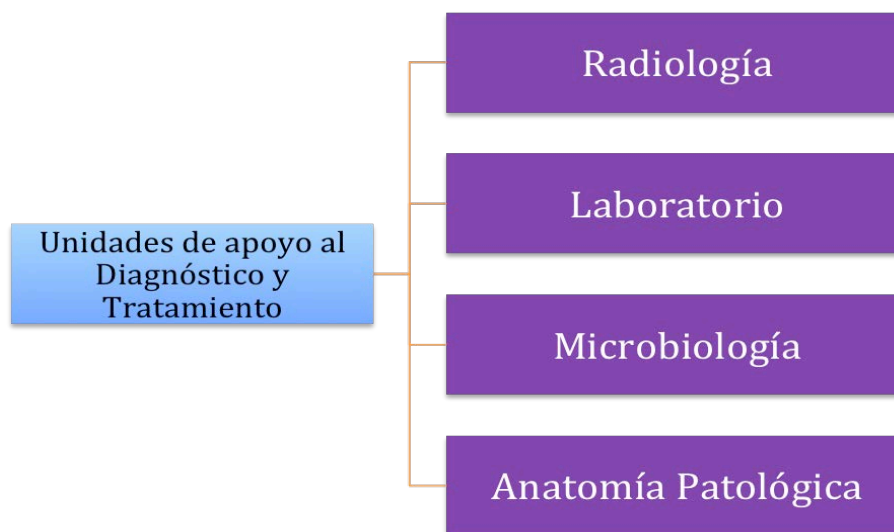 Unidades de apoyo al
Diagnóstico y
Tratamiento
Radiología
Laboratorio
Microbiología
Anatomía Patológica